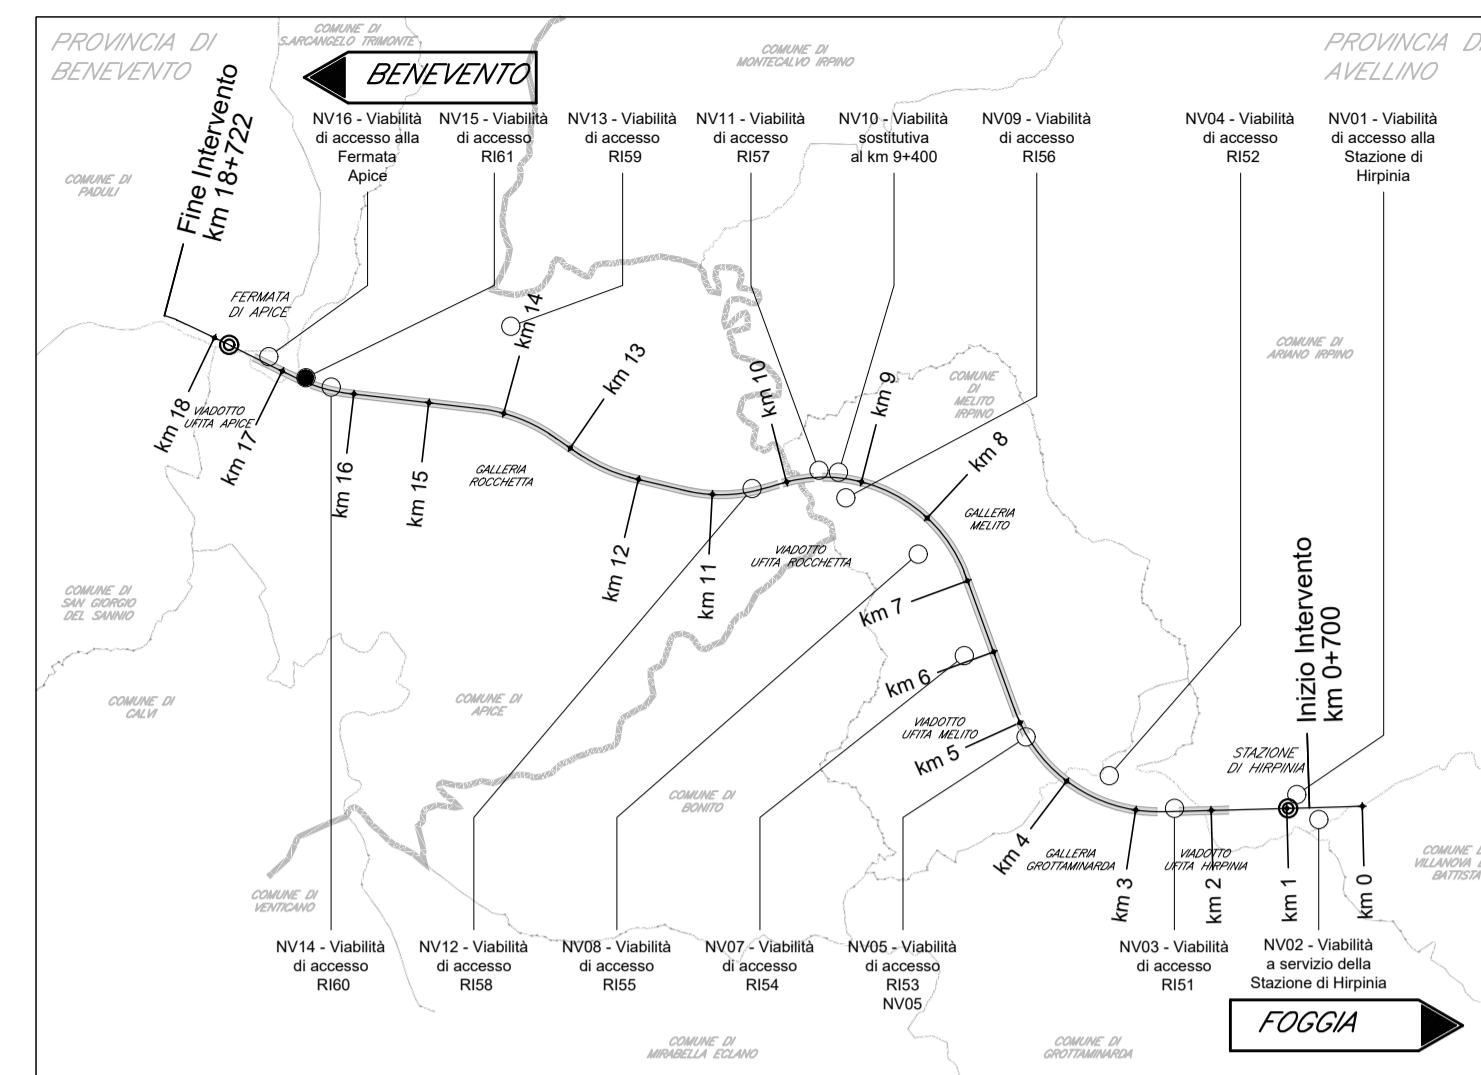 PROVINCIA DI
BENEVENTO
COMUNE DI
S.ARCANGELO TRIMONTE
BENEVENTO
COMUNE DI
MONTECALVO IRPINO
PROVINCIA DI
AVELLINO
Fine Intervento
km 18+722
NV16 - Viabilità
di accesso alla
Fermata
Apice
NV15 - Viabilità
di accesso
RI61
NV13 - Viabilità
di accesso
RI59
NV11 - Viabilità
di accesso
RI57
NV10 - Viabilità
sostitutiva
al km 9+400
NV09 - Viabilità
di accesso
RI56
NV04 - Viabilità
di accesso
RI52
NV01 - Viabilità
di accesso alla
Stazione di
Hirpinia
COMUNE DI
PADULI
FERMATA
DI APICE
COMUNE DI
ARIANO IRPINO
COMUNE
DI
MELITO
IRPINO
km 18
VIADOTTO
UFITA APICE
km 17
km 16
km 15
km 14
km 13
km 12
km 11
km 10
km 9
km 8
GALLERIA
ROCCHETTA
GALLERIA
MELITO
VIADOTTO
UFITA ROCCHETTA
km 7
km 6
COMUNE DI
SAN GIORGIO
DEL SANNIO
COMUNE DI
CALVI
COMUNE DI
APICE
Inizio Intervento
km 0+700
VIADOTTO
UFITA MELITO
km 5
STAZIONE
DI HIRPINIA
COMUNE DI
BONITO
km 4
GALLERIA
GROTTAMINARDA
km 3
VIADOTTO
UFITA HIRPINIA
km 2
km 1
km 0
COMUNE D
VILLANOVA D
BATTISTA
COMUNE DI
VENTICANO
NV14 - Viabilità
di accesso
RI60
NV12 - Viabilità
di accesso
RI58
NV08 - Viabilità
di accesso
RI55
NV07 - Viabilità
di accesso
RI54
NV05 - Viabilità
di accesso
RI53
NV05
NV03 - Viabilità
di accesso
RI51
NV02 - Viabilità
a servizio della
Stazione di Hirpinia
FOGGIA
COMUNE DI
MIRABELLA ECLANO
COMUNE DI
GROTTAMINARDA